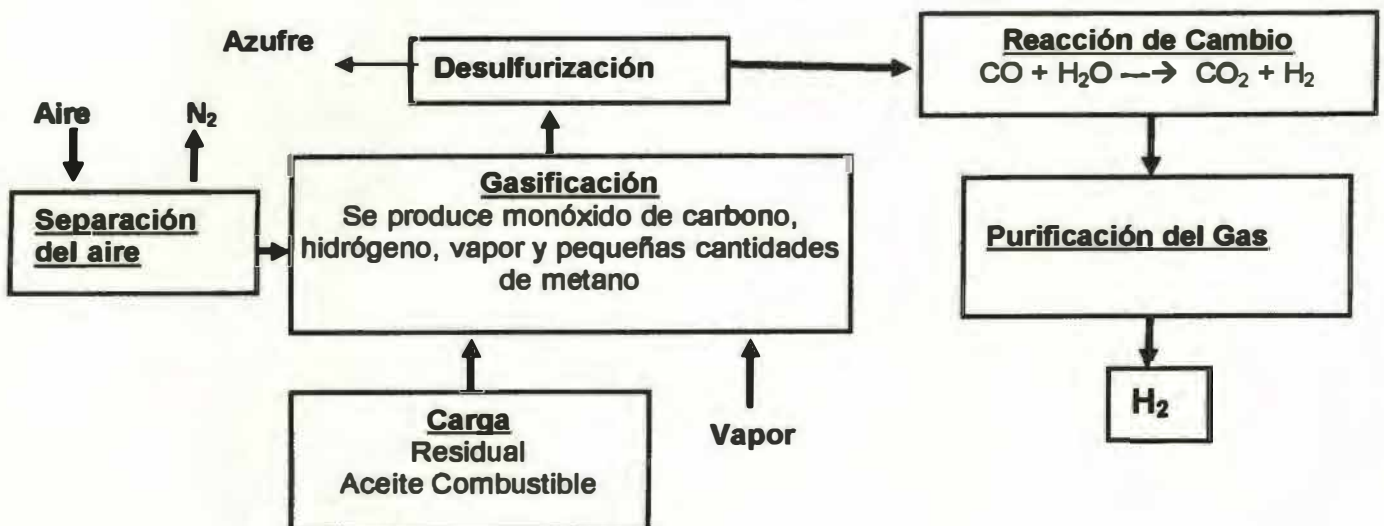 Azufre
Desulfurización
Reacción de Cambio
CO + H₂O → CO₂ + H₂
Aire
N₂
Separación
del aire
Gasificación
Se produce monóxido de carbono,
hidrógeno, vapor y pequeñas cantidades
de metano
Purificación del Gas
Carga
Residual
Aceite Combustible
Vapor
H₂